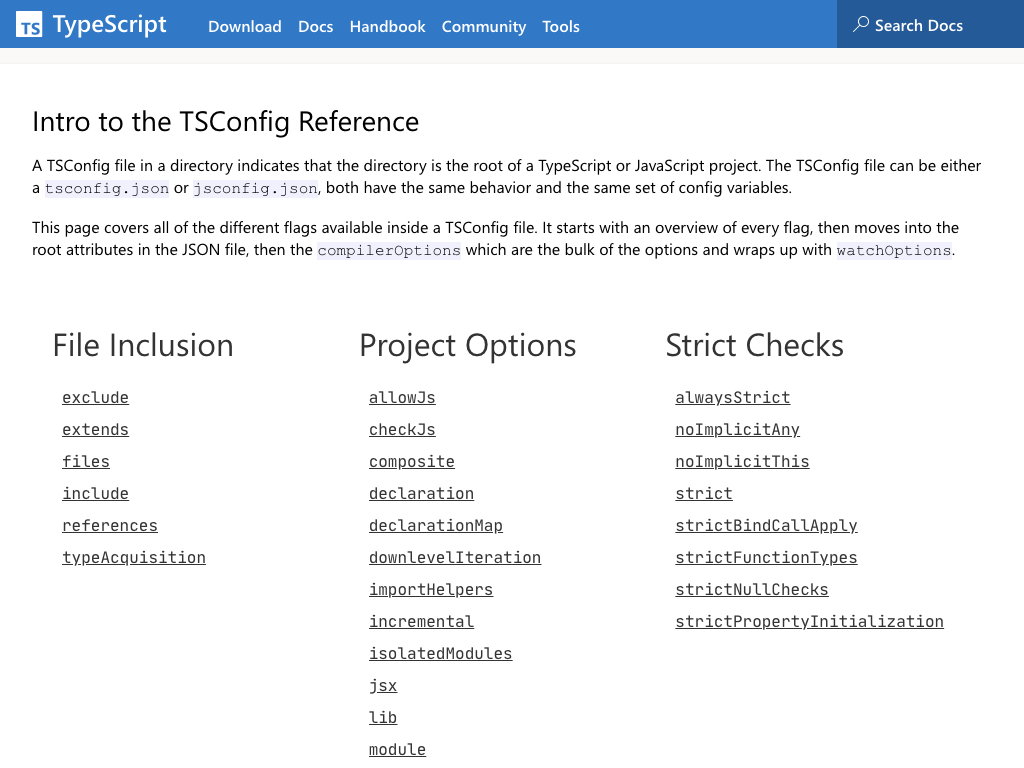 TS TypeScript Download Docs Handbook Community Tools Search Docs
Intro to the TSConfig Reference
A TSConfig file in a directory indicates that the directory is the root of a TypeScript or JavaScript project. The TSConfig file can be either
a tsconfig.json or jsconfig.json, both have the same behavior and the same set of config variables.
This page covers all of the different flags available inside a TSConfig file. It starts with an overview of every flag, then moves into the
root attributes in the JSON file, then the compilerOptions which are the bulk of the options and wraps up with watchOptions.
File Inclusion
exclude
extends
files
include
references
typeAcquisition
Project Options
allowJs
checkJs
composite
declaration
declarationMap
downlevelIteration
importHelpers
incremental
isolatedModules
jsx
lib
module
Strict Checks
alwaysStrict
noImplicitAny
noImplicitThis
strict
strictBindCallApply
strictFunctionTypes
strictNullChecks
strictPropertyInitialization